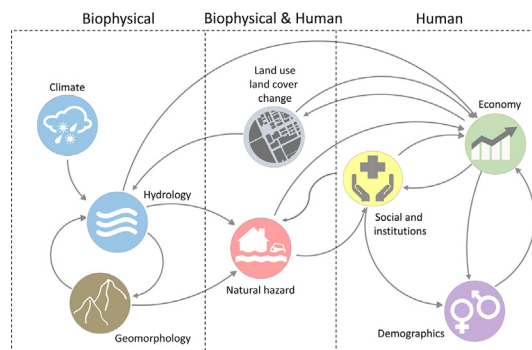 Biophysical
Biophysical & Human
Human
Climate
Land use
land cover
change
Economy
Hydrology
Social and
institutions
Natural hazard
Geomorphology
Demographics